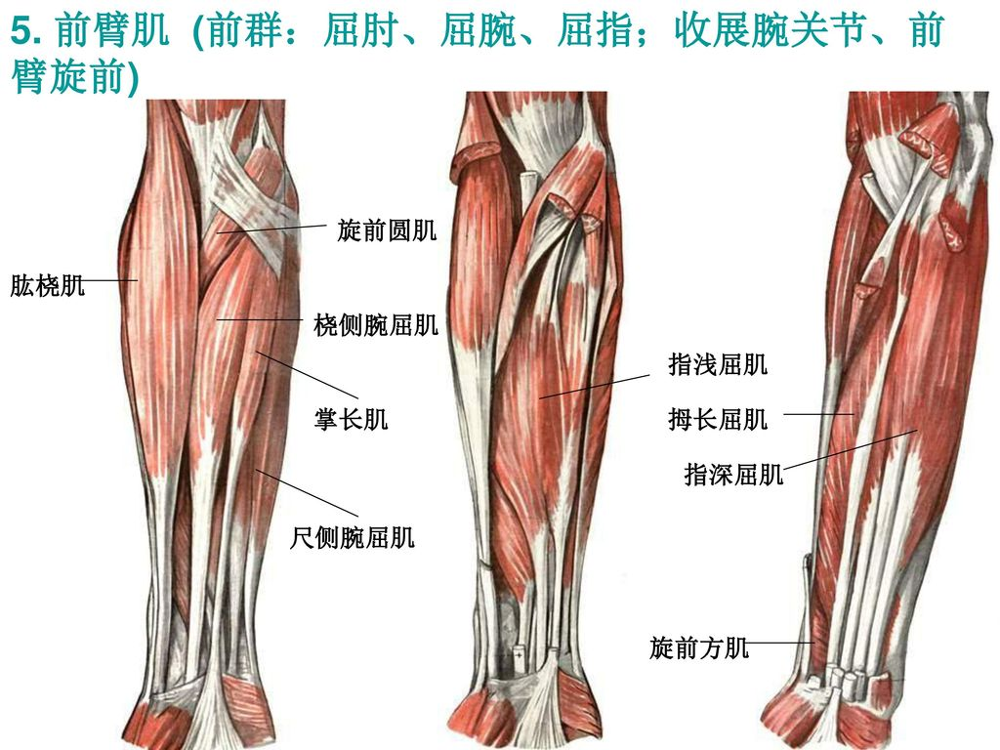 5. 前臂肌 (前群：屈肘、屈腕、屈指；收展腕关节、前
臂旋前)
旋前圆肌
肱桡肌
桡侧腕屈肌
掌长肌
尺侧腕屈肌
指浅屈肌
拇长屈肌
指深屈肌
旋前方肌